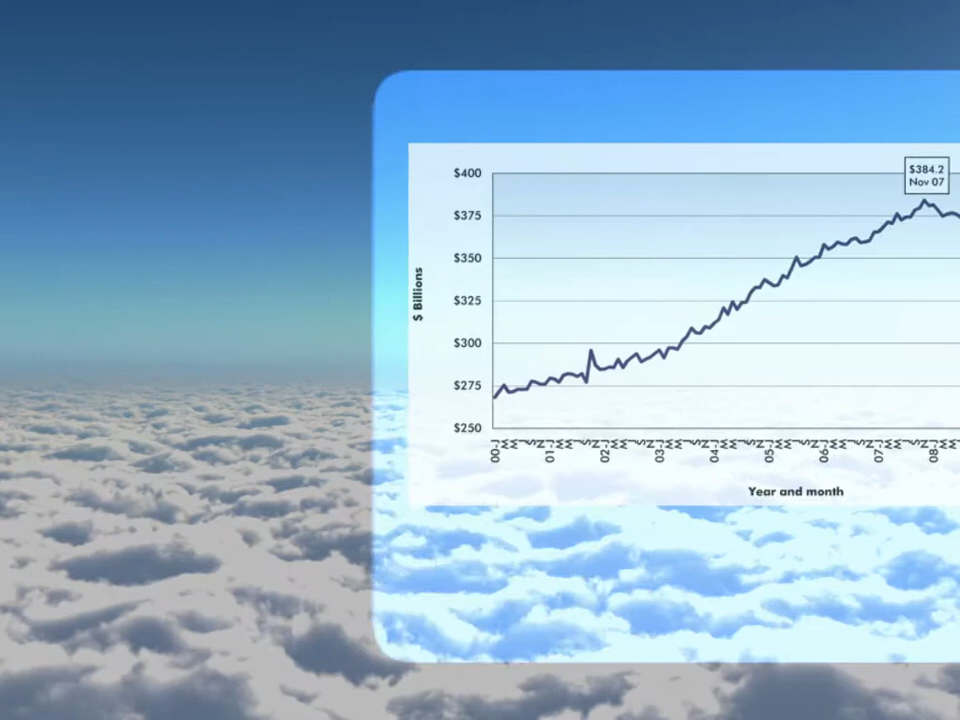 $384.2
Nov 07
$400
$375
$350
$325
$300
$275
$250
$ Billions
00-J M M J S N 01-J M M J S N 02-J M M J S N 03-J M M J S N 04-J M M J S N 05-J M M J S N 06-J M M J S N 07-J M M J S N 08-J M M J
Year and month